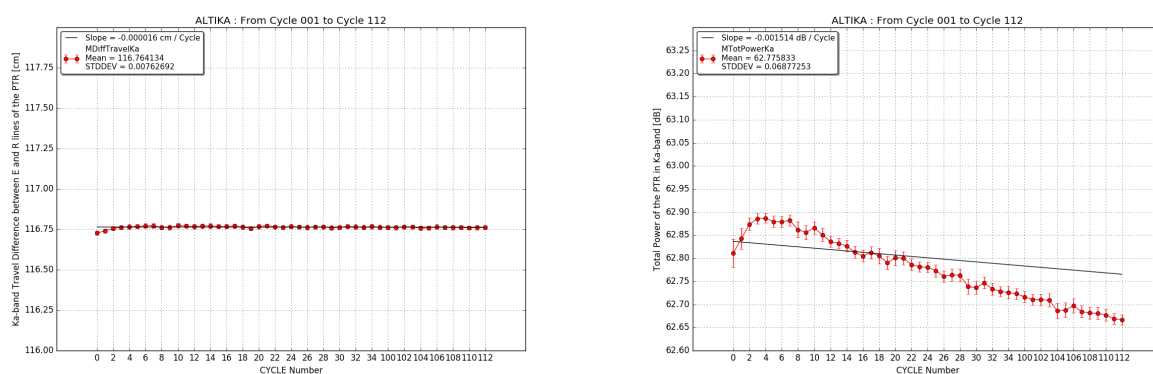 ALTIKA : From Cycle 001 to Cycle 112
Slope = -0.000016 cm / Cycle
MDiffTravelKa
Mean = 116.764134
STDDEV = 0.00762692
Ka-band Travel Difference between E and R lines of the PTR [cm]
117.75
117.50
117.25
117.00
116.75
116.50
116.25
116.00
0 2 4 6 8 10 12 14 16 18 20 22 24 26 28 30 32 34 100 102 104 106 108 110 112
CYCLE Number
ALTIKA : From Cycle 001 to Cycle 112
Slope = -0.001514 dB / Cycle
MTotPowerKa
Mean = 62.775833
STDDEV = 0.06877253
Total Power of the PTR in Ka-band [dB]
63.25
63.20
63.15
63.10
63.05
63.00
62.95
62.90
62.85
62.80
62.75
62.70
62.65
62.60
0 2 4 6 8 10 12 14 16 18 20 22 24 26 28 30 32 34 100 102 104 106 108 110 112
CYCLE Number